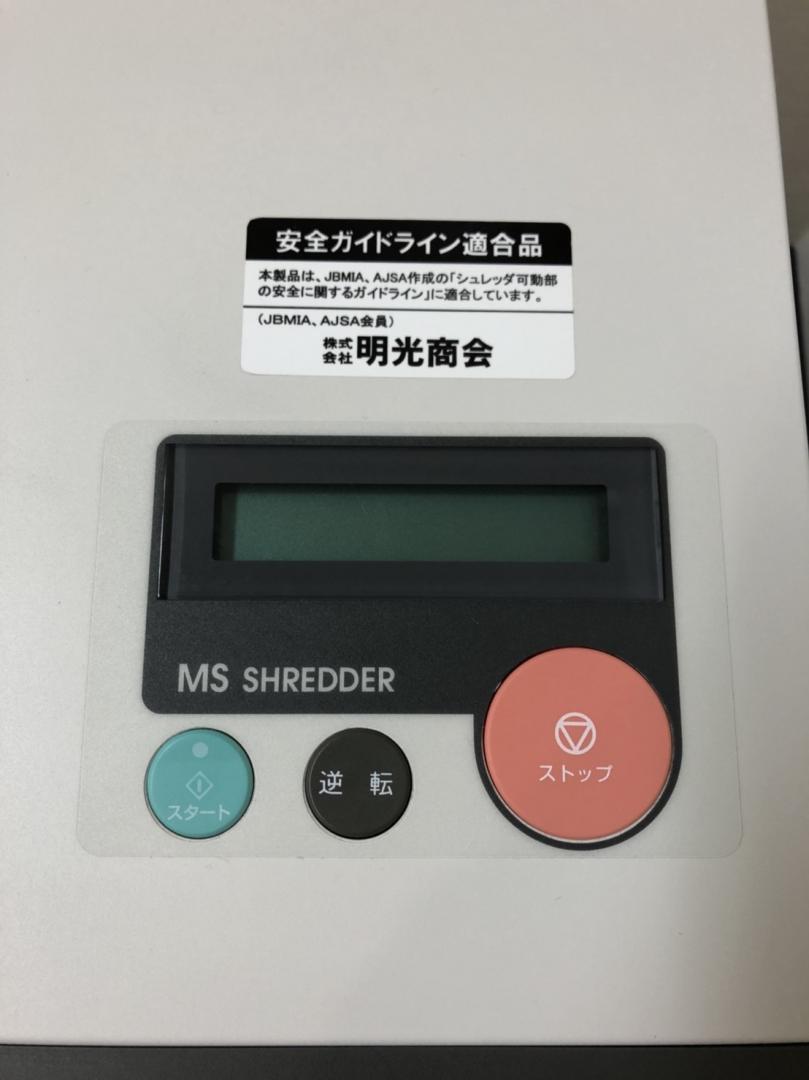 安全ガイドライン適合品
本製品は、JBMIA、AJSA作成の「シュレッダ可動部
の安全に関するガイドライン」に適合しています。
(JBMIA、AJSA会員)
株式会社 明光商会
MS SHREDDER
スタート
逆 転
ストップ